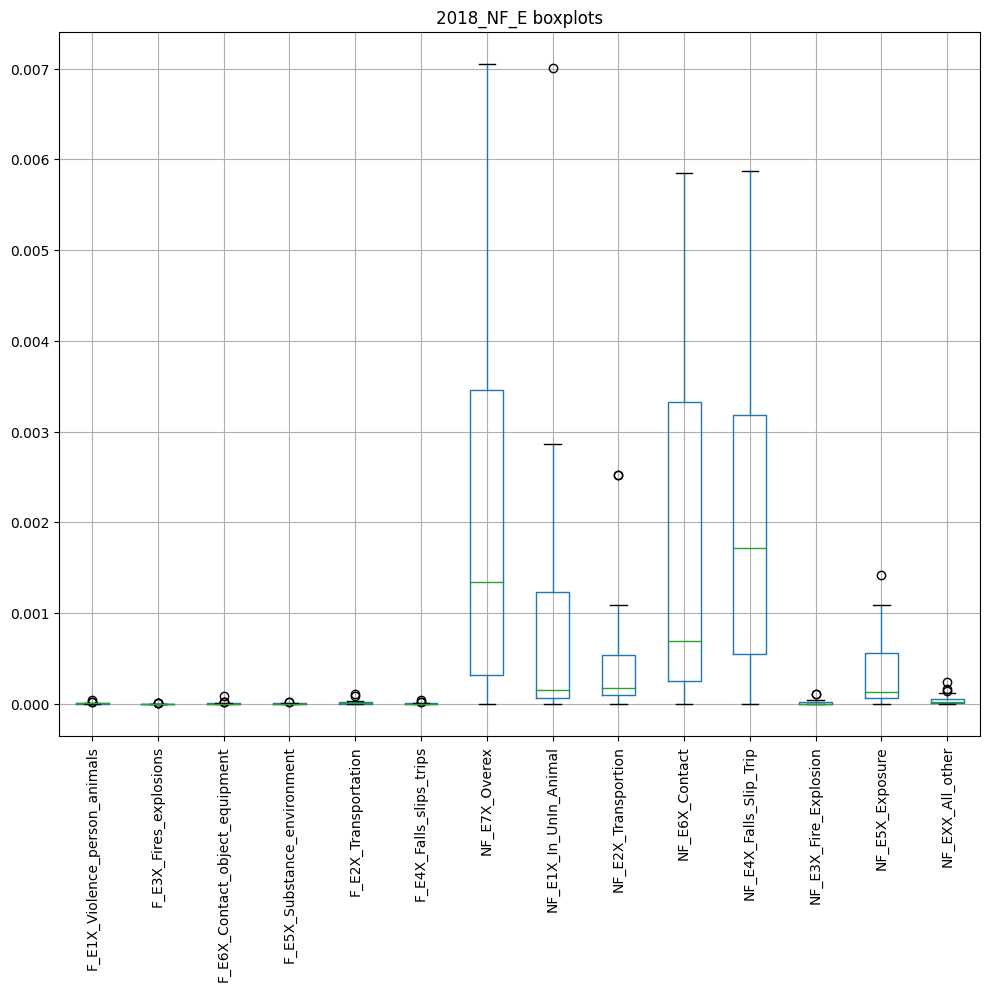 2018_NF_E boxplots
0.007
0.006
0.005
0.004
0.003
0.002
0.001
0.000
F_E1X_Violence_person_animals
F_E3X_Fires_explosions
F_E6X_Contact_object_equipment
F_E5X_Substance_environment
F_E2X_Transportation
F_E4X_Falls_slips_trips
NF_E7X_Overex
NF_E1X_In_UnIn_Animal
NF_E2X_Transportion
NF_E6X_Contact
NF_E4X_Falls_Slip_Trip
NF_E3X_Fire_Explosion
NF_E5X_Exposure
NF_EXX_All_other